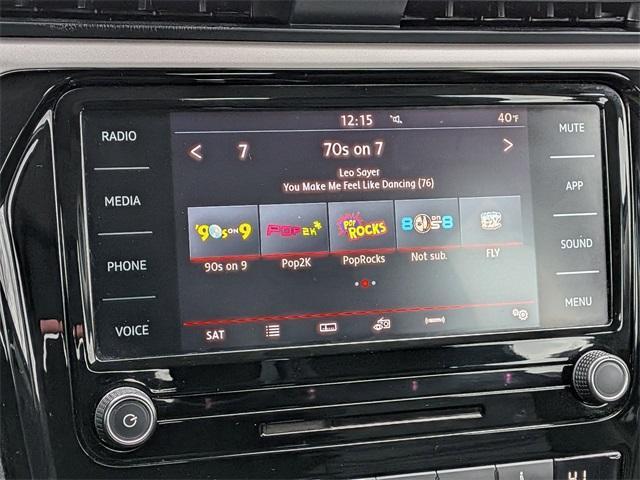 12:15 40°F
RADIO MUTE
< 7 70s on 7 >
Leo Sayer
You Make Me Feel Like Dancing (76)
MEDIA APP
'90s ON 9 POP2K POP ROCKS 80s on 8
90s on 9 Pop2K PopRocks Not sub. FLY
PHONE SOUND
VOICE MENU
SAT